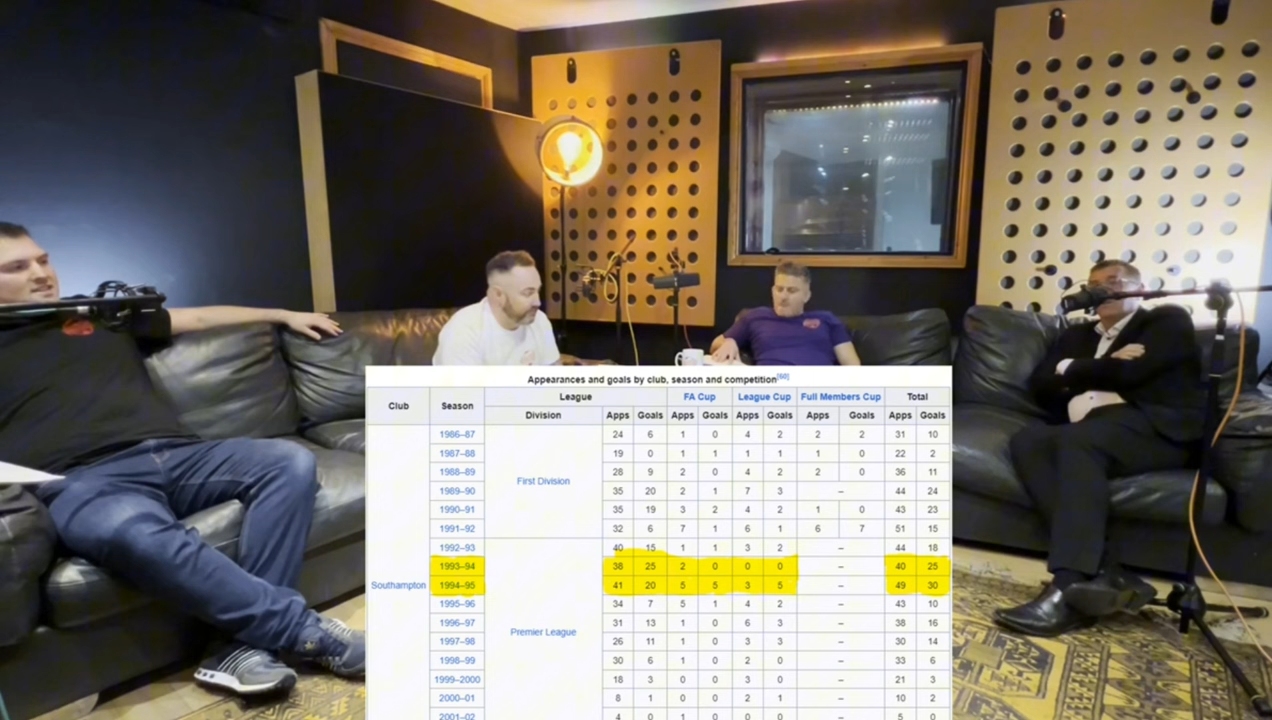 Appearances and goals by club, season and competition[60]
Club Season League FA Cup League Cup Full Members Cup Total
Division Apps Goals Apps Goals Apps Goals Apps Goals Apps Goals
Southampton 1986–87 First Division 24 6 1 0 4 2 2 2 31 10
1987–88 19 0 1 1 1 1 1 0 22 2
1988–89 28 9 2 0 4 2 2 0 36 11
1989–90 35 20 2 1 7 3 – 44 24
1990–91 35 19 3 2 4 2 1 0 43 23
1991–92 32 6 7 1 6 1 6 7 51 15
1992–93 Premier League 40 15 1 1 3 2 – 44 18
1993–94 38 25 2 0 0 0 – 40 25
1994–95 41 20 5 5 3 5 – 49 30
1995–96 34 7 5 1 4 2 – 43 10
1996–97 31 13 1 0 6 3 – 38 16
1997–98 26 11 1 0 3 3 – 30 14
1998–99 30 6 1 0 2 0 – 33 6
1999–2000 18 3 0 0 3 0 – 21 3
2000–01 8 1 0 0 2 1 – 10 2
2001–02 4 0 1 0 0 0 – 5 0